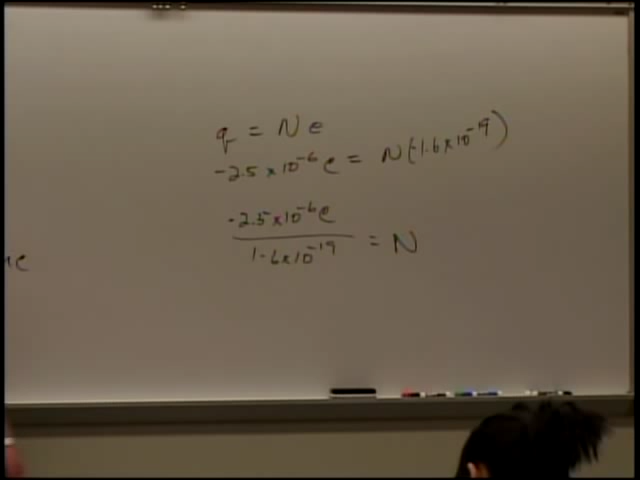 q = Ne
-2.5 × 10^-6 C = N(-1.6 × 10^-19)
-2.5 × 10^-6 C
1.6 × 10^-19 = N